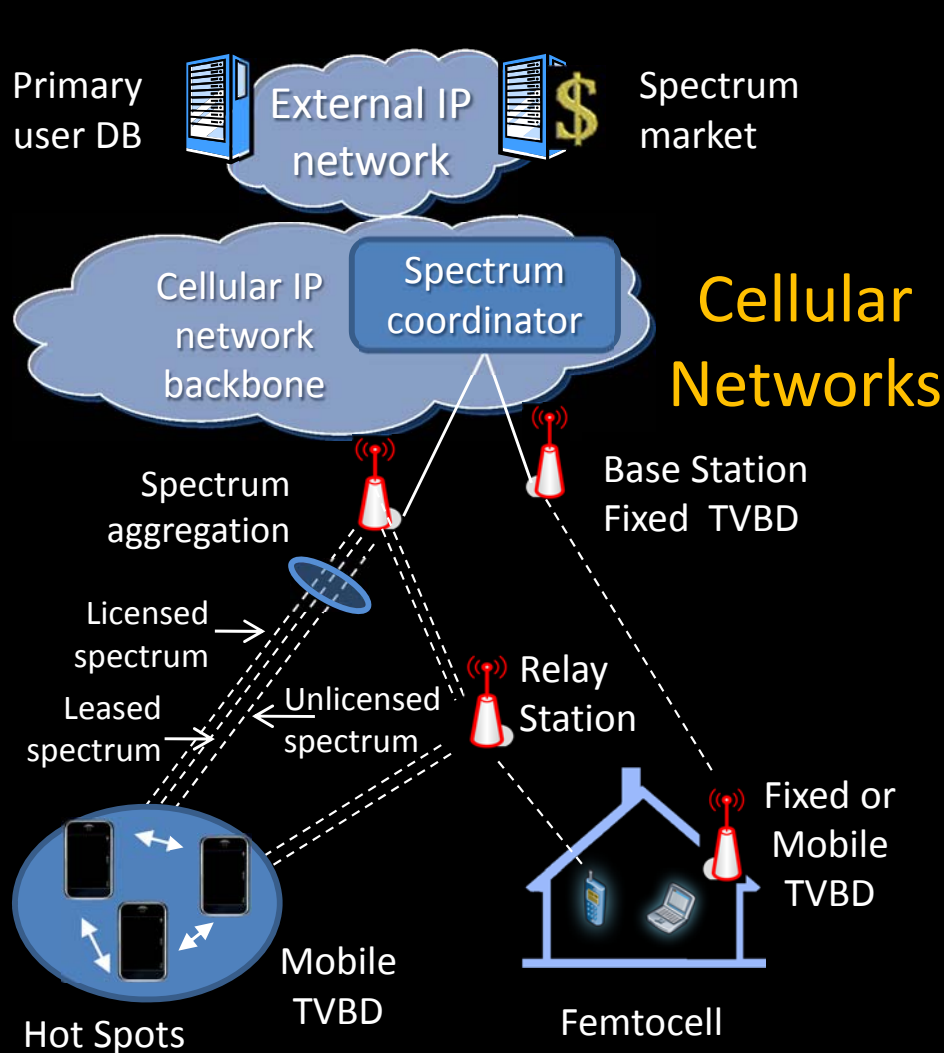 Primary
user DB
External IP
network
$
Spectrum
market
Cellular IP
network
backbone
Spectrum
coordinator
Cellular
Networks
Spectrum
aggregation
Base Station
Fixed TVBD
Licensed
spectrum
Leased
spectrum
Unlicensed
spectrum
Relay
Station
Fixed or
Mobile
TVBD
Mobile
TVBD
Hot Spots
Femtocell